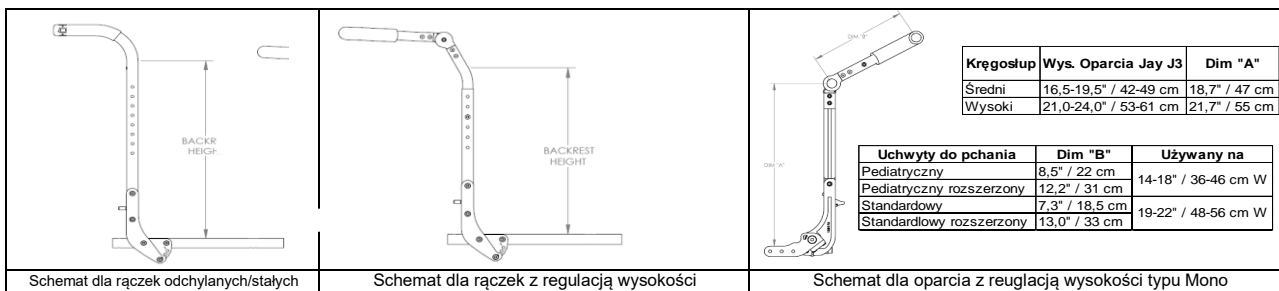 BACKR
HEIGH
Schemat dla rączek odchylanych/stałych
BACKREST
HEIGHT
Schemat dla rączek z regulacją wysokości
DIM "B"
DIM "A"
Kręgosłup Wys. Oparcia Jay J3 Dim "A"
Średni 16,5-19,5" / 42-49 cm 18,7" / 47 cm
Wysoki 21,0-24,0" / 53-61 cm 21,7" / 55 cm
Uchwyty do pchania Dim "B" Używany na
Pediatryczny 8,5" / 22 cm 14-18" / 36-46 cm W
Pediatryczny rozszerzony 12,2" / 31 cm
Standardowy 7,3" / 18,5 cm 19-22" / 48-56 cm W
Standardlowy rozszerzony 13,0" / 33 cm
Schemat dla oparcia z reuglacją wysokości typu Mono